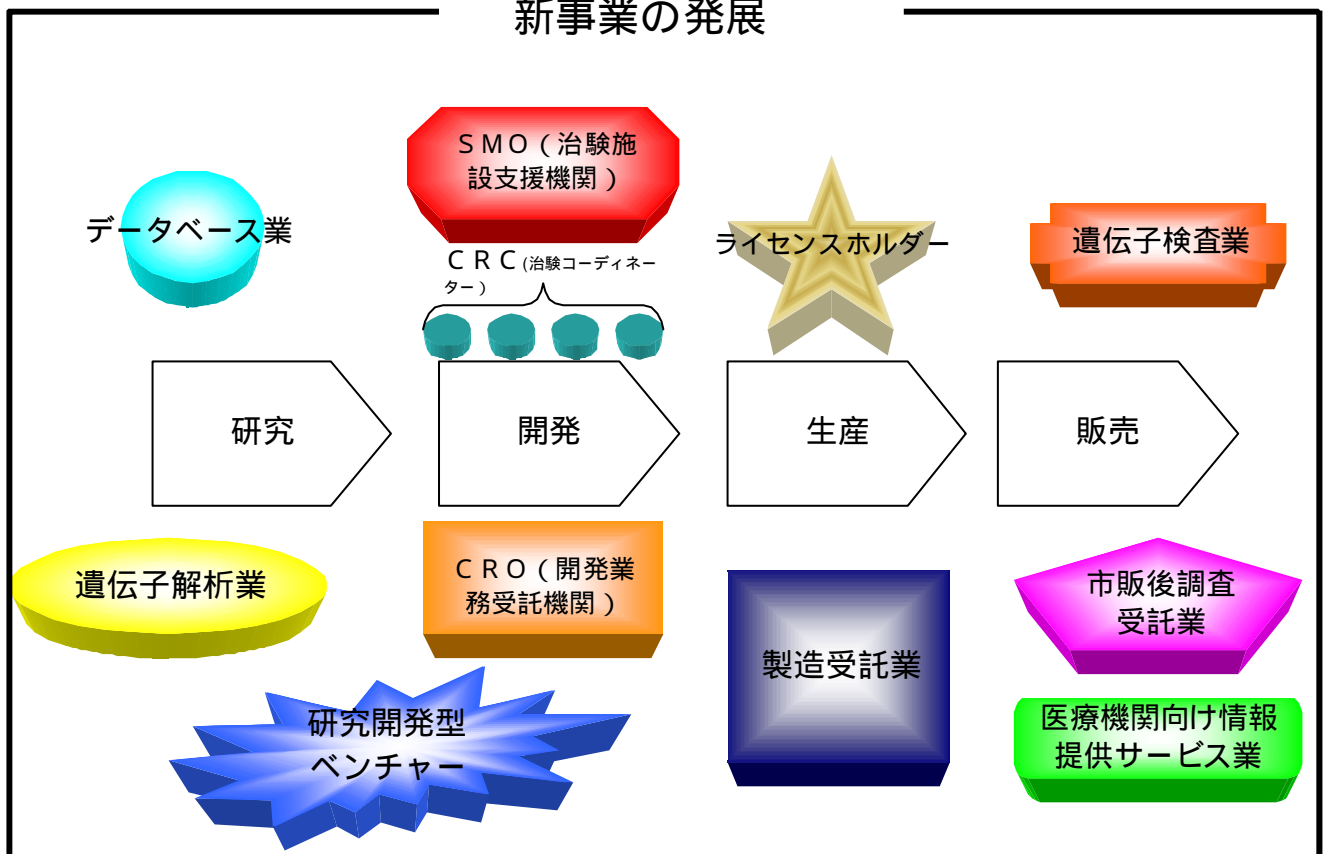 新事業の発展
データベース業
ＳＭＯ（治験施
設支援機関）
ＣＲＣ(治験コーディネー
ター）
ライセンスホルダー
遺伝子検査業
研究
開発
生産
販売
遺伝子解析業
ＣＲＯ（開発業
務受託機関）
研究開発型
ベンチャー
製造受託業
市販後調査
受託業
医療機関向け情報
提供サービス業